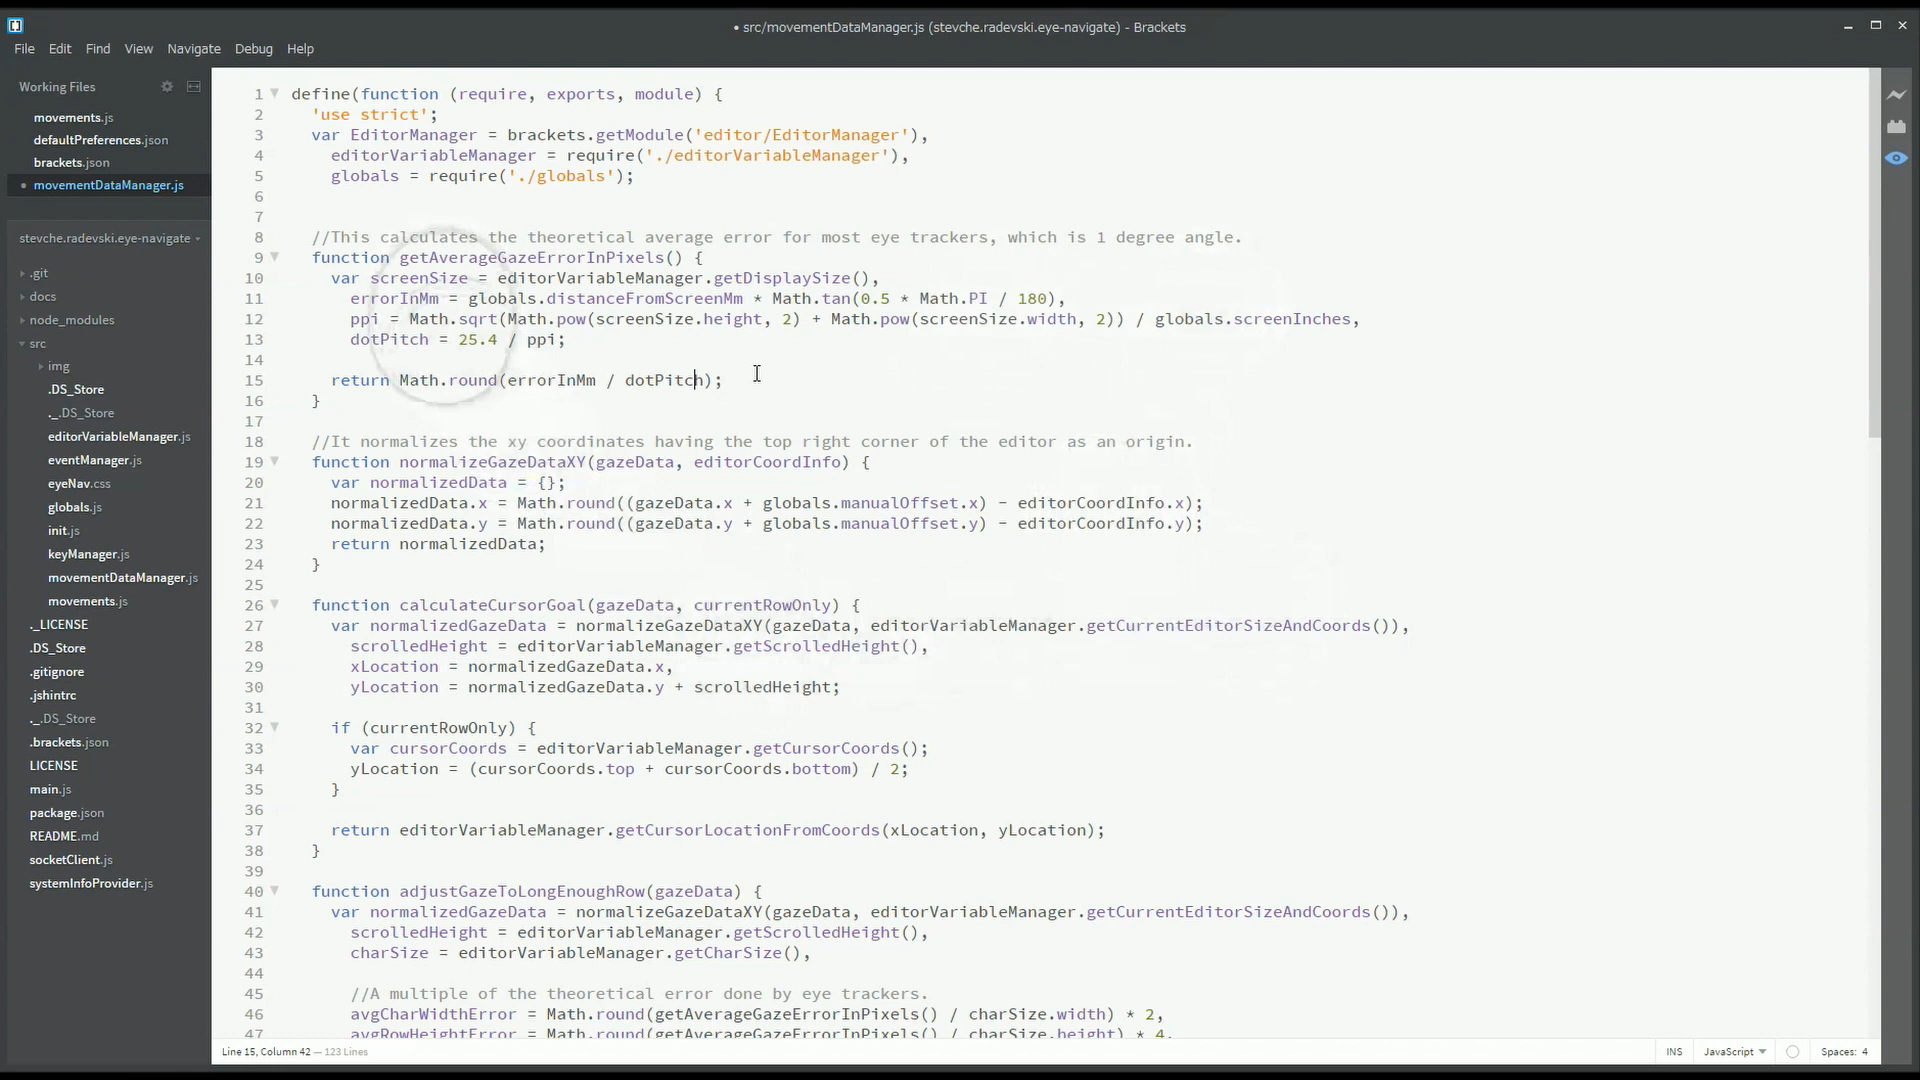 • src/movementDataManager.js (stevche.radevski.eye-navigate) - Brackets
File Edit Find View Navigate Debug Help
Working Files
movements.js
defaultPreferences.json
brackets.json
movementDataManager.js
stevche.radevski.eye-navigate
.git
docs
node_modules
src
img
.DS_Store
._.DS_Store
editorVariableManager.js
eventManager.js
eyeNav.css
globals.js
init.js
keyManager.js
movementDataManager.js
movements.js
._LICENSE
.DS_Store
.gitignore
.jshintrc
._.DS_Store
.brackets.json
LICENSE
main.js
package.json
README.md
socketClient.js
systemInfoProvider.js
1 define(function (require, exports, module) {
2 'use strict';
3 var EditorManager = brackets.getModule('editor/EditorManager'),
4 editorVariableManager = require('./editorVariableManager'),
5 globals = require('./globals');
6
7
8 //This calculates the theoretical average error for most eye trackers, which is 1 degree angle.
9 function getAverageGazeErrorInPixels() {
10 var screenSize = editorVariableManager.getDisplaySize(),
11 errorInMm = globals.distanceFromScreenMm * Math.tan(0.5 * Math.PI / 180),
12 ppi = Math.sqrt(Math.pow(screenSize.height, 2) + Math.pow(screenSize.width, 2)) / globals.screenInches,
13 dotPitch = 25.4 / ppi;
14
15 return Math.round(errorInMm / dotPitch);
16 }
17
18 //It normalizes the xy coordinates having the top right corner of the editor as an origin.
19 function normalizeGazeDataXY(gazeData, editorCoordInfo) {
20 var normalizedData = {};
21 normalizedData.x = Math.round((gazeData.x + globals.manualOffset.x) - editorCoordInfo.x);
22 normalizedData.y = Math.round((gazeData.y + globals.manualOffset.y) - editorCoordInfo.y);
23 return normalizedData;
24 }
25
26 function calculateCursorGoal(gazeData, currentRowOnly) {
27 var normalizedGazeData = normalizeGazeDataXY(gazeData, editorVariableManager.getCurrentEditorSizeAndCoords()),
28 scrolledHeight = editorVariableManager.getScrolledHeight(),
29 xLocation = normalizedGazeData.x,
30 yLocation = normalizedGazeData.y + scrolledHeight;
31
32 if (currentRowOnly) {
33 var cursorCoords = editorVariableManager.getCursorCoords();
34 yLocation = (cursorCoords.top + cursorCoords.bottom) / 2;
35 }
36
37 return editorVariableManager.getCursorLocationFromCoords(xLocation, yLocation);
38 }
39
40 function adjustGazeToLongEnoughRow(gazeData) {
41 var normalizedGazeData = normalizeGazeDataXY(gazeData, editorVariableManager.getCurrentEditorSizeAndCoords()),
42 scrolledHeight = editorVariableManager.getScrolledHeight(),
43 charSize = editorVariableManager.getCharSize(),
44
45 //A multiple of the theoretical error done by eye trackers.
46 avgCharWidthError = Math.round(getAverageGazeErrorInPixels() / charSize.width) * 2,
47 avgRowHeightError = Math.round(getAverageGazeErrorInPixels() / charSize.height) * 4,
Line 15, Column 42 — 123 Lines
INS JavaScript Spaces: 4